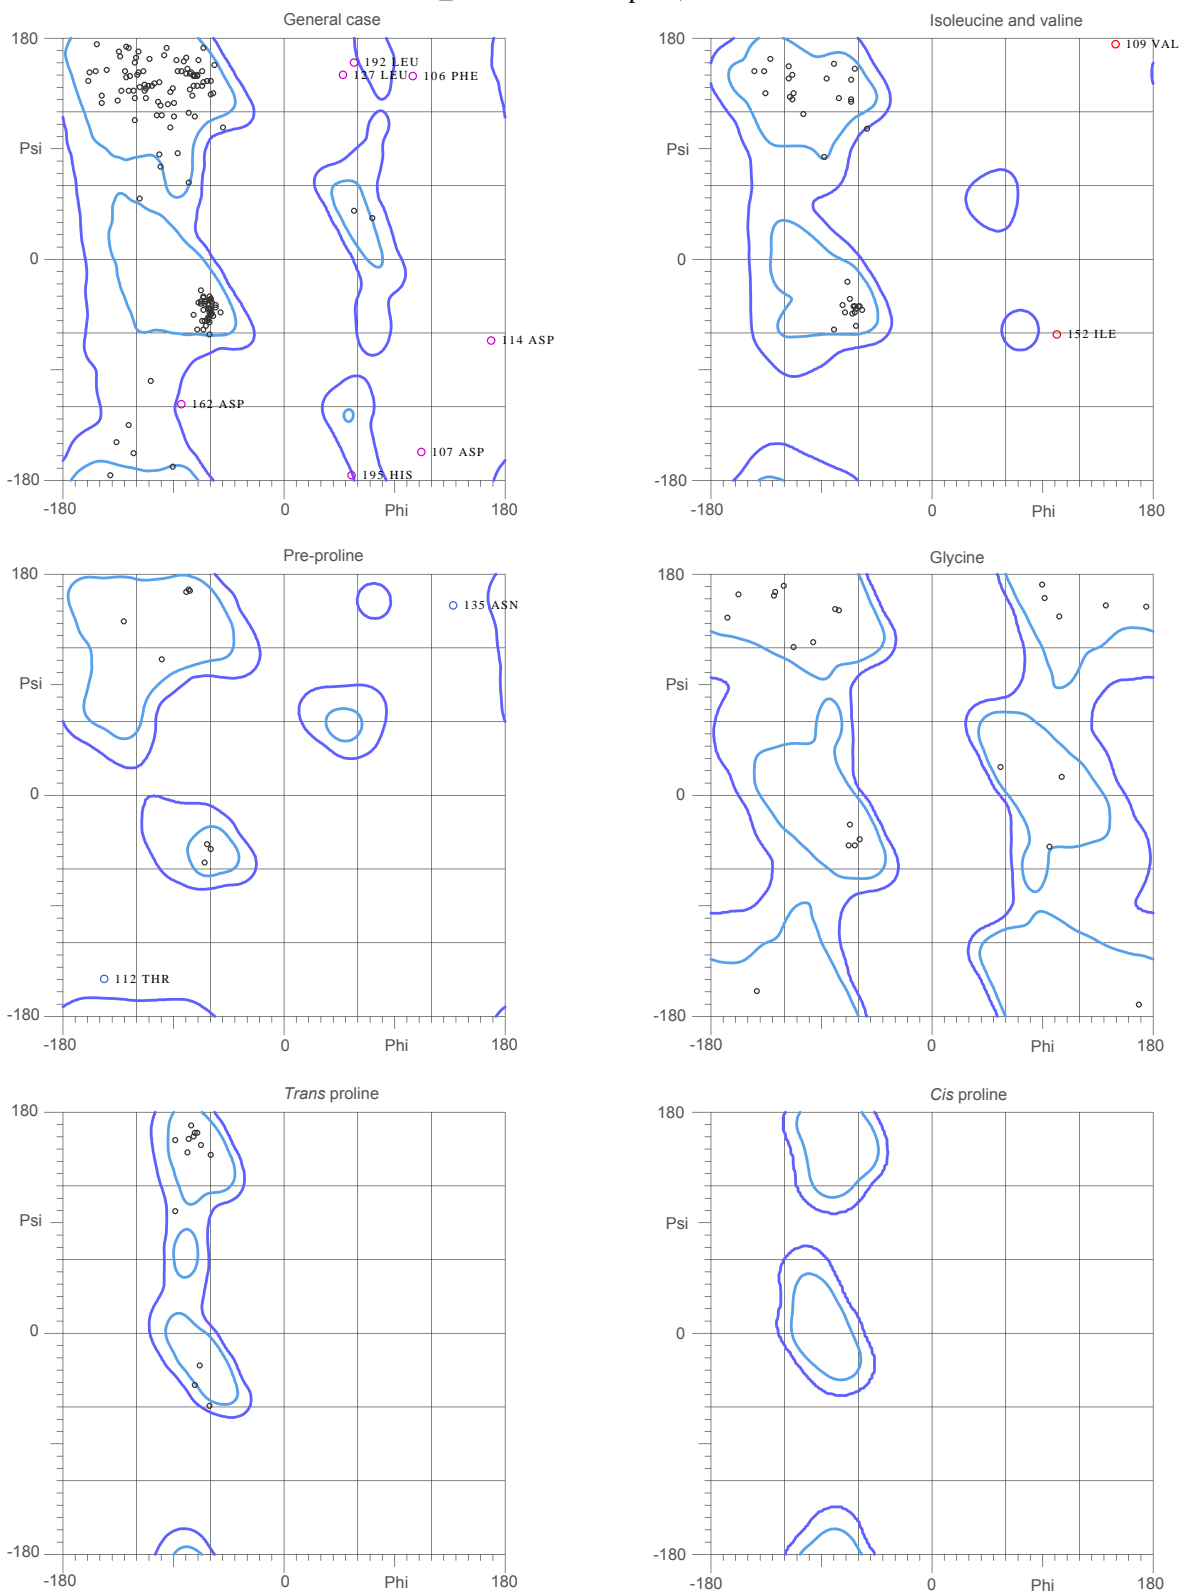 General case
Isoleucine and valine
180
192 LEU
127 LEU
106 PHE
Psi
0
114 ASP
162 ASP
107 ASP
195 HIS
-180
-180
0
Phi
180
180
109 VAL
Psi
0
152 ILE
-180
-180
0
Phi
180
Pre-proline
Glycine
180
135 ASN
Psi
0
112 THR
-180
-180
0
Phi
180
180
Psi
0
-180
-180
0
Phi
180
Trans proline
Cis proline
180
Psi
0
-180
-180
0
Phi
180
180
Psi
0
-180
-180
0
Phi
180